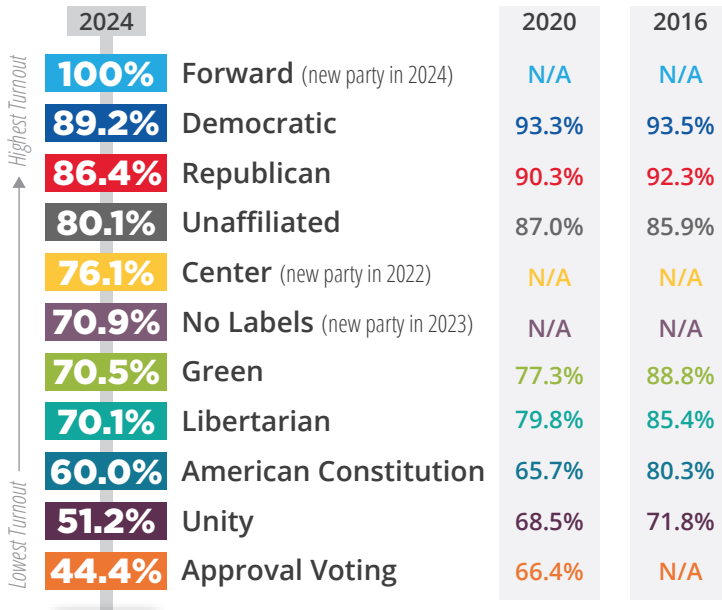 2024 2020 2016
Highest Turnout
100% Forward (new party in 2024) N/A N/A
89.2% Democratic 93.3% 93.5%
86.4% Republican 90.3% 92.3%
80.1% Unaffiliated 87.0% 85.9%
76.1% Center (new party in 2022) N/A N/A
70.9% No Labels (new party in 2023) N/A N/A
70.5% Green 77.3% 88.8%
70.1% Libertarian 79.8% 85.4%
60.0% American Constitution 65.7% 80.3%
51.2% Unity 68.5% 71.8%
44.4% Approval Voting 66.4% N/A
Lowest Turnout